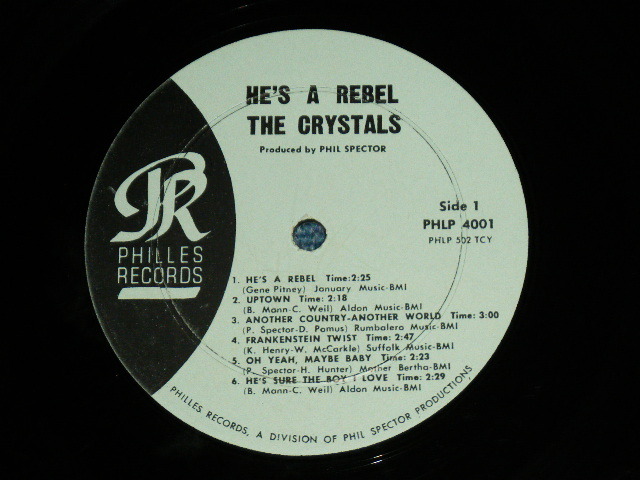 HE'S A REBEL
THE CRYSTALS
Produced by PHIL SPECTOR
Side 1
PHLP 4001
PHLP 502 TCY
PR
PHILLES
RECORDS
1. HE'S A REBEL Time: 2:25
(Gene Pitney) January Music-BMI
2. UPTOWN Time: 2:18
(B. Mann-C. Weil) Aldon Music-BMI
3. ANOTHER COUNTRY-ANOTHER WORLD Time: 3:00
(P. Spector-D. Pomus) Rumbalero Music-BMI
4. FRANKENSTEIN TWIST Time: 2:47
(K. Henry-W. McCorkle) Suffolk Music-BMI
5. OH YEAH, MAYBE BABY Time: 2:23
(P. Spector-H. Hunter) Mother Bertha-BMI
6. HE'S SURE THE BOY I LOVE Time: 2:29
(B. Mann-C. Weil) Aldon Music-BMI
PHILLES RECORDS, A DIVISION OF PHIL SPECTOR PRODUCTIONS